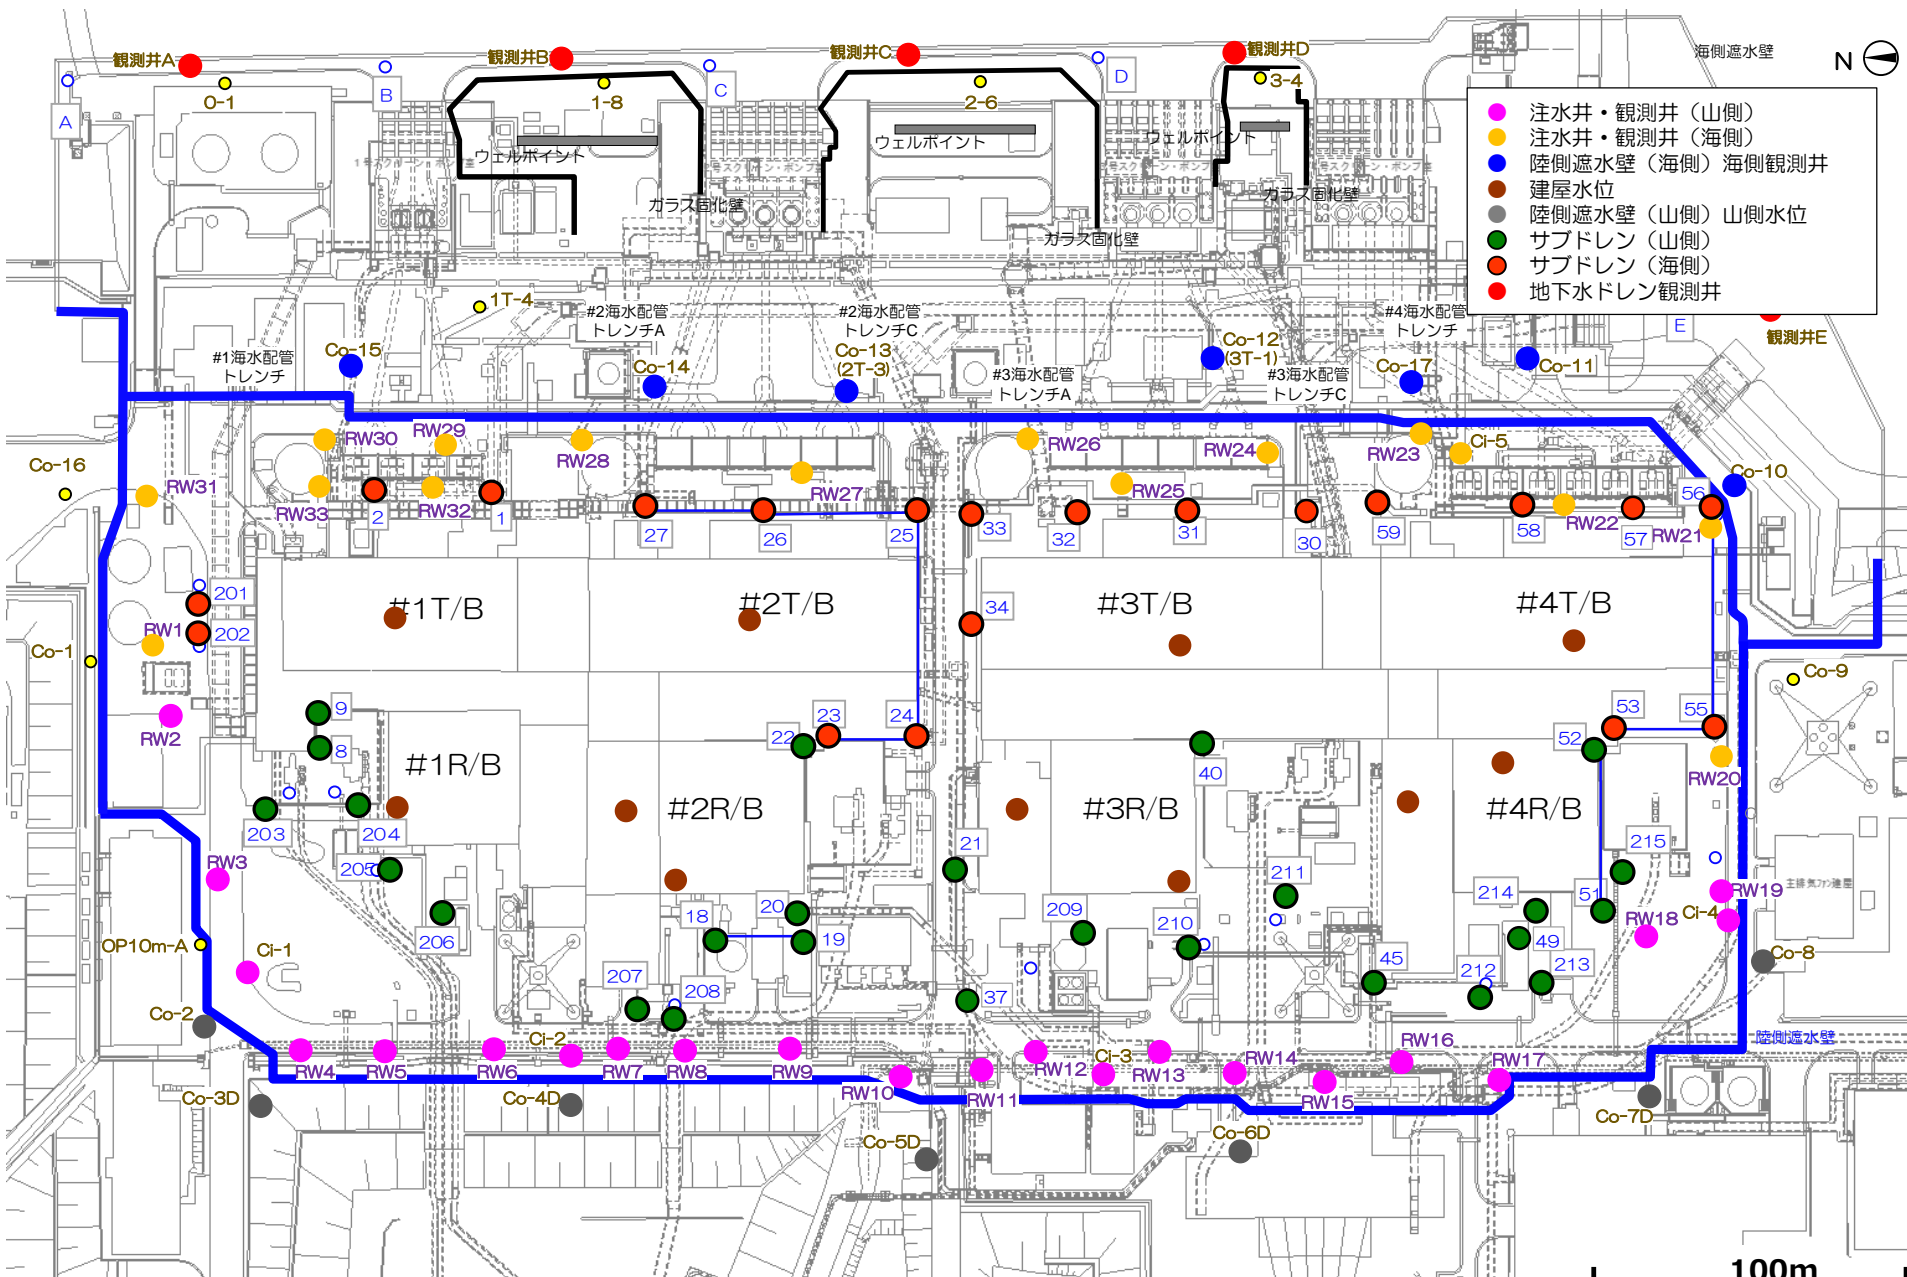 観測井A
観測井B
観測井C
観測井D
海側遮水壁
N
A
B
C
D
E
O-1
1-8
2-6
3-4
注水井・観測井（山側）
注水井・観測井（海側）
陸側遮水壁（海側）海側観測井
建屋水位
陸側遮水壁（山側）山側水位
サブドレン（山側）
サブドレン（海側）
地下水ドレン観測井
ウェルポイント
ウェルポイント
ウェルポイント
ガラス固化壁
ガラス固化壁
ガラス固化壁
観測井E
1T-4
#1海水配管
トレンチ
#2海水配管
トレンチA
#2海水配管
トレンチC
#3海水配管
トレンチA
#3海水配管
トレンチC
#4海水配管
トレンチ
Co-15
Co-14
Co-13
(2T-3)
Co-12
(3T-1)
Co-17
Co-11
Co-16
Co-10
RW30
RW29
RW28
RW26
RW24
RW23
Ci-5
RW31
RW33
RW32
RW27
RW25
RW22
RW21
2
1
27
26
25
33
32
31
30
59
58
57
56
201
202
RW1
Co-1
RW2
#1T/B
#2T/B
#3T/B
#4T/B
34
Co-9
9
8
23
24
22
53
55
52
40
RW20
#1R/B
#2R/B
#3R/B
#4R/B
203
204
205
206
RW3
21
211
215
214
51
RW19
RW18
Ci-4
主排気ファン建屋
18
20
19
209
210
49
OP10m-A
Ci-1
207
208
37
45
212
213
Co-8
Co-2
陸側遮水壁
RW4
RW5
RW6
Ci-2
RW7
RW8
RW9
RW10
RW11
RW12
Ci-3
RW13
RW14
RW15
RW16
RW17
Co-3D
Co-4D
Co-5D
Co-6D
Co-7D
100m